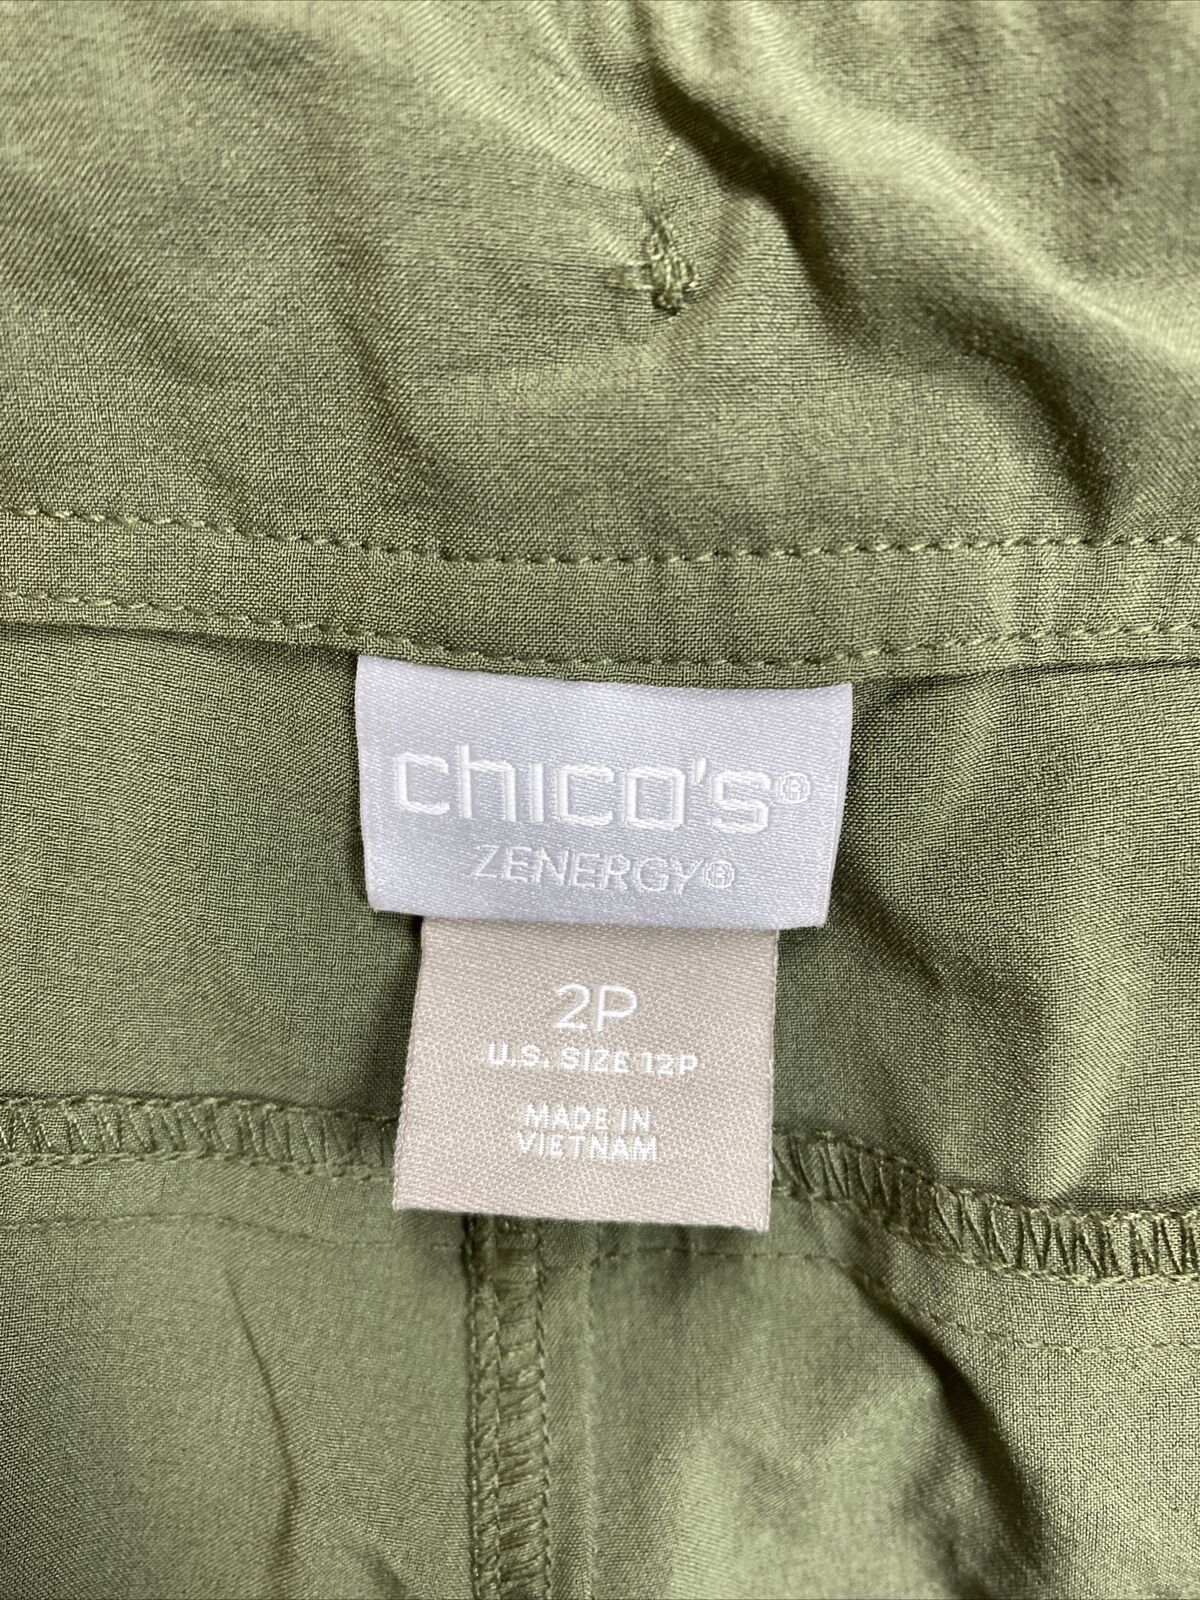 chico's®
ZENERGY®
2P
U.S. SIZE 12P
MADE IN
VIETNAM